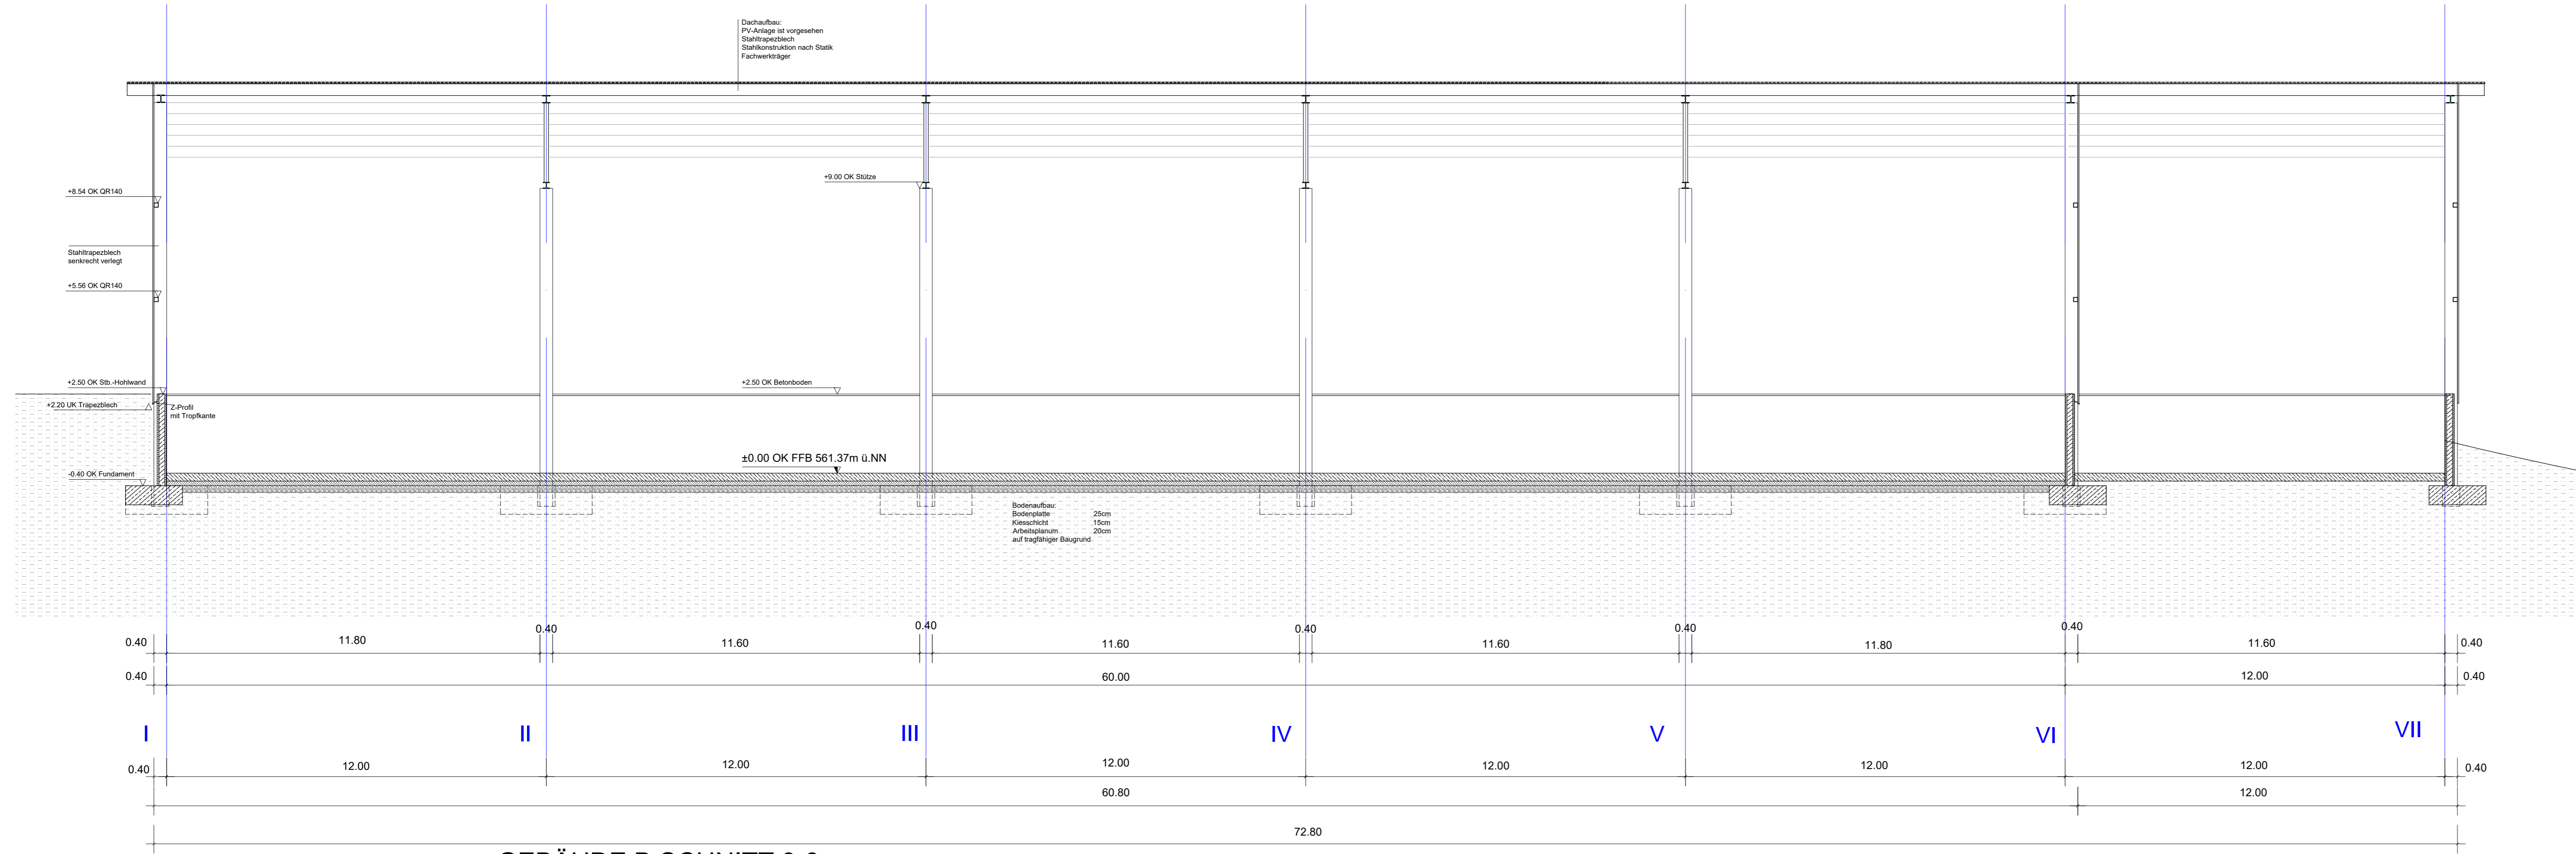 Dachaufbau:
PV-Anlage ist vorgesehen
Stahltrapezblech
Stahlkonstruktion nach Statik
Fachwerkträger
+9.00 OK Stütze
+8.54 OK QR140
Stahltrapezblech
senkrecht verlegt
+5.56 OK QR140
+2.50 OK Stb.-Hohlwand
+2.50 OK Betonboden
+2.20 UK Trapezblech
Z-Profil
mit Tropfkante
±0.00 OK FFB 561.37m ü.NN
-0.40 OK Fundament
Bodenaufbau:
Bodenplatte 25cm
Kiesschicht 15cm
Arbeitsplanum 20cm
auf tragfähiger Baugrund
0.40 11.80 0.40 11.60 0.40 11.60 0.40 11.60 0.40 11.80 0.40 11.60 0.40
0.40 60.00 12.00 0.40
I II III IV V VI VII
0.40 12.00 12.00 12.00 12.00 12.00 12.00 0.40
60.80 12.00
72.80